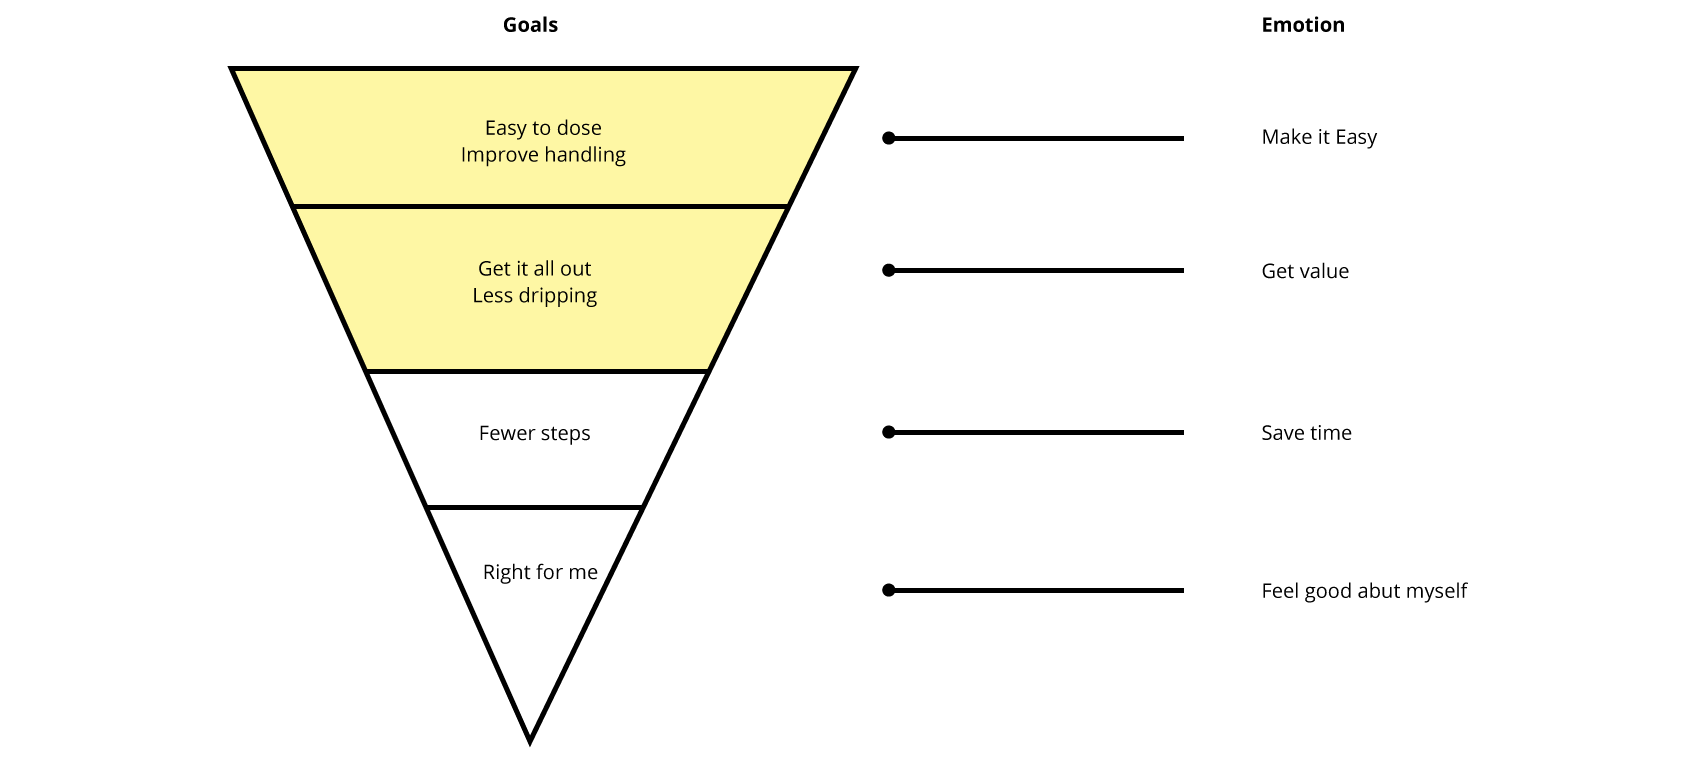 Goals
Emotion
Easy to dose
Improve handling
Make it Easy
Get it all out
Less dripping
Get value
Fewer steps
Save time
Right for me
Feel good abut myself